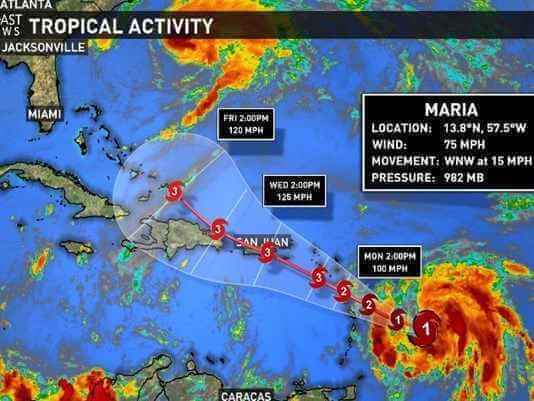 ATLANTA
AST
WS
TROPICAL ACTIVITY
JACKSONVILLE
MIAMI
FRI 2:00PM
120 MPH
MARIA
LOCATION: 13.8°N, 57.5°W
WIND: 75 MPH
MOVEMENT: WNW at 15 MPH
PRESSURE: 982 MB
WED 2:00PM
125 MPH
3
3
SAN JUAN
3
MON 2:00PM
100 MPH
3
2
2
1
1
CARACAS